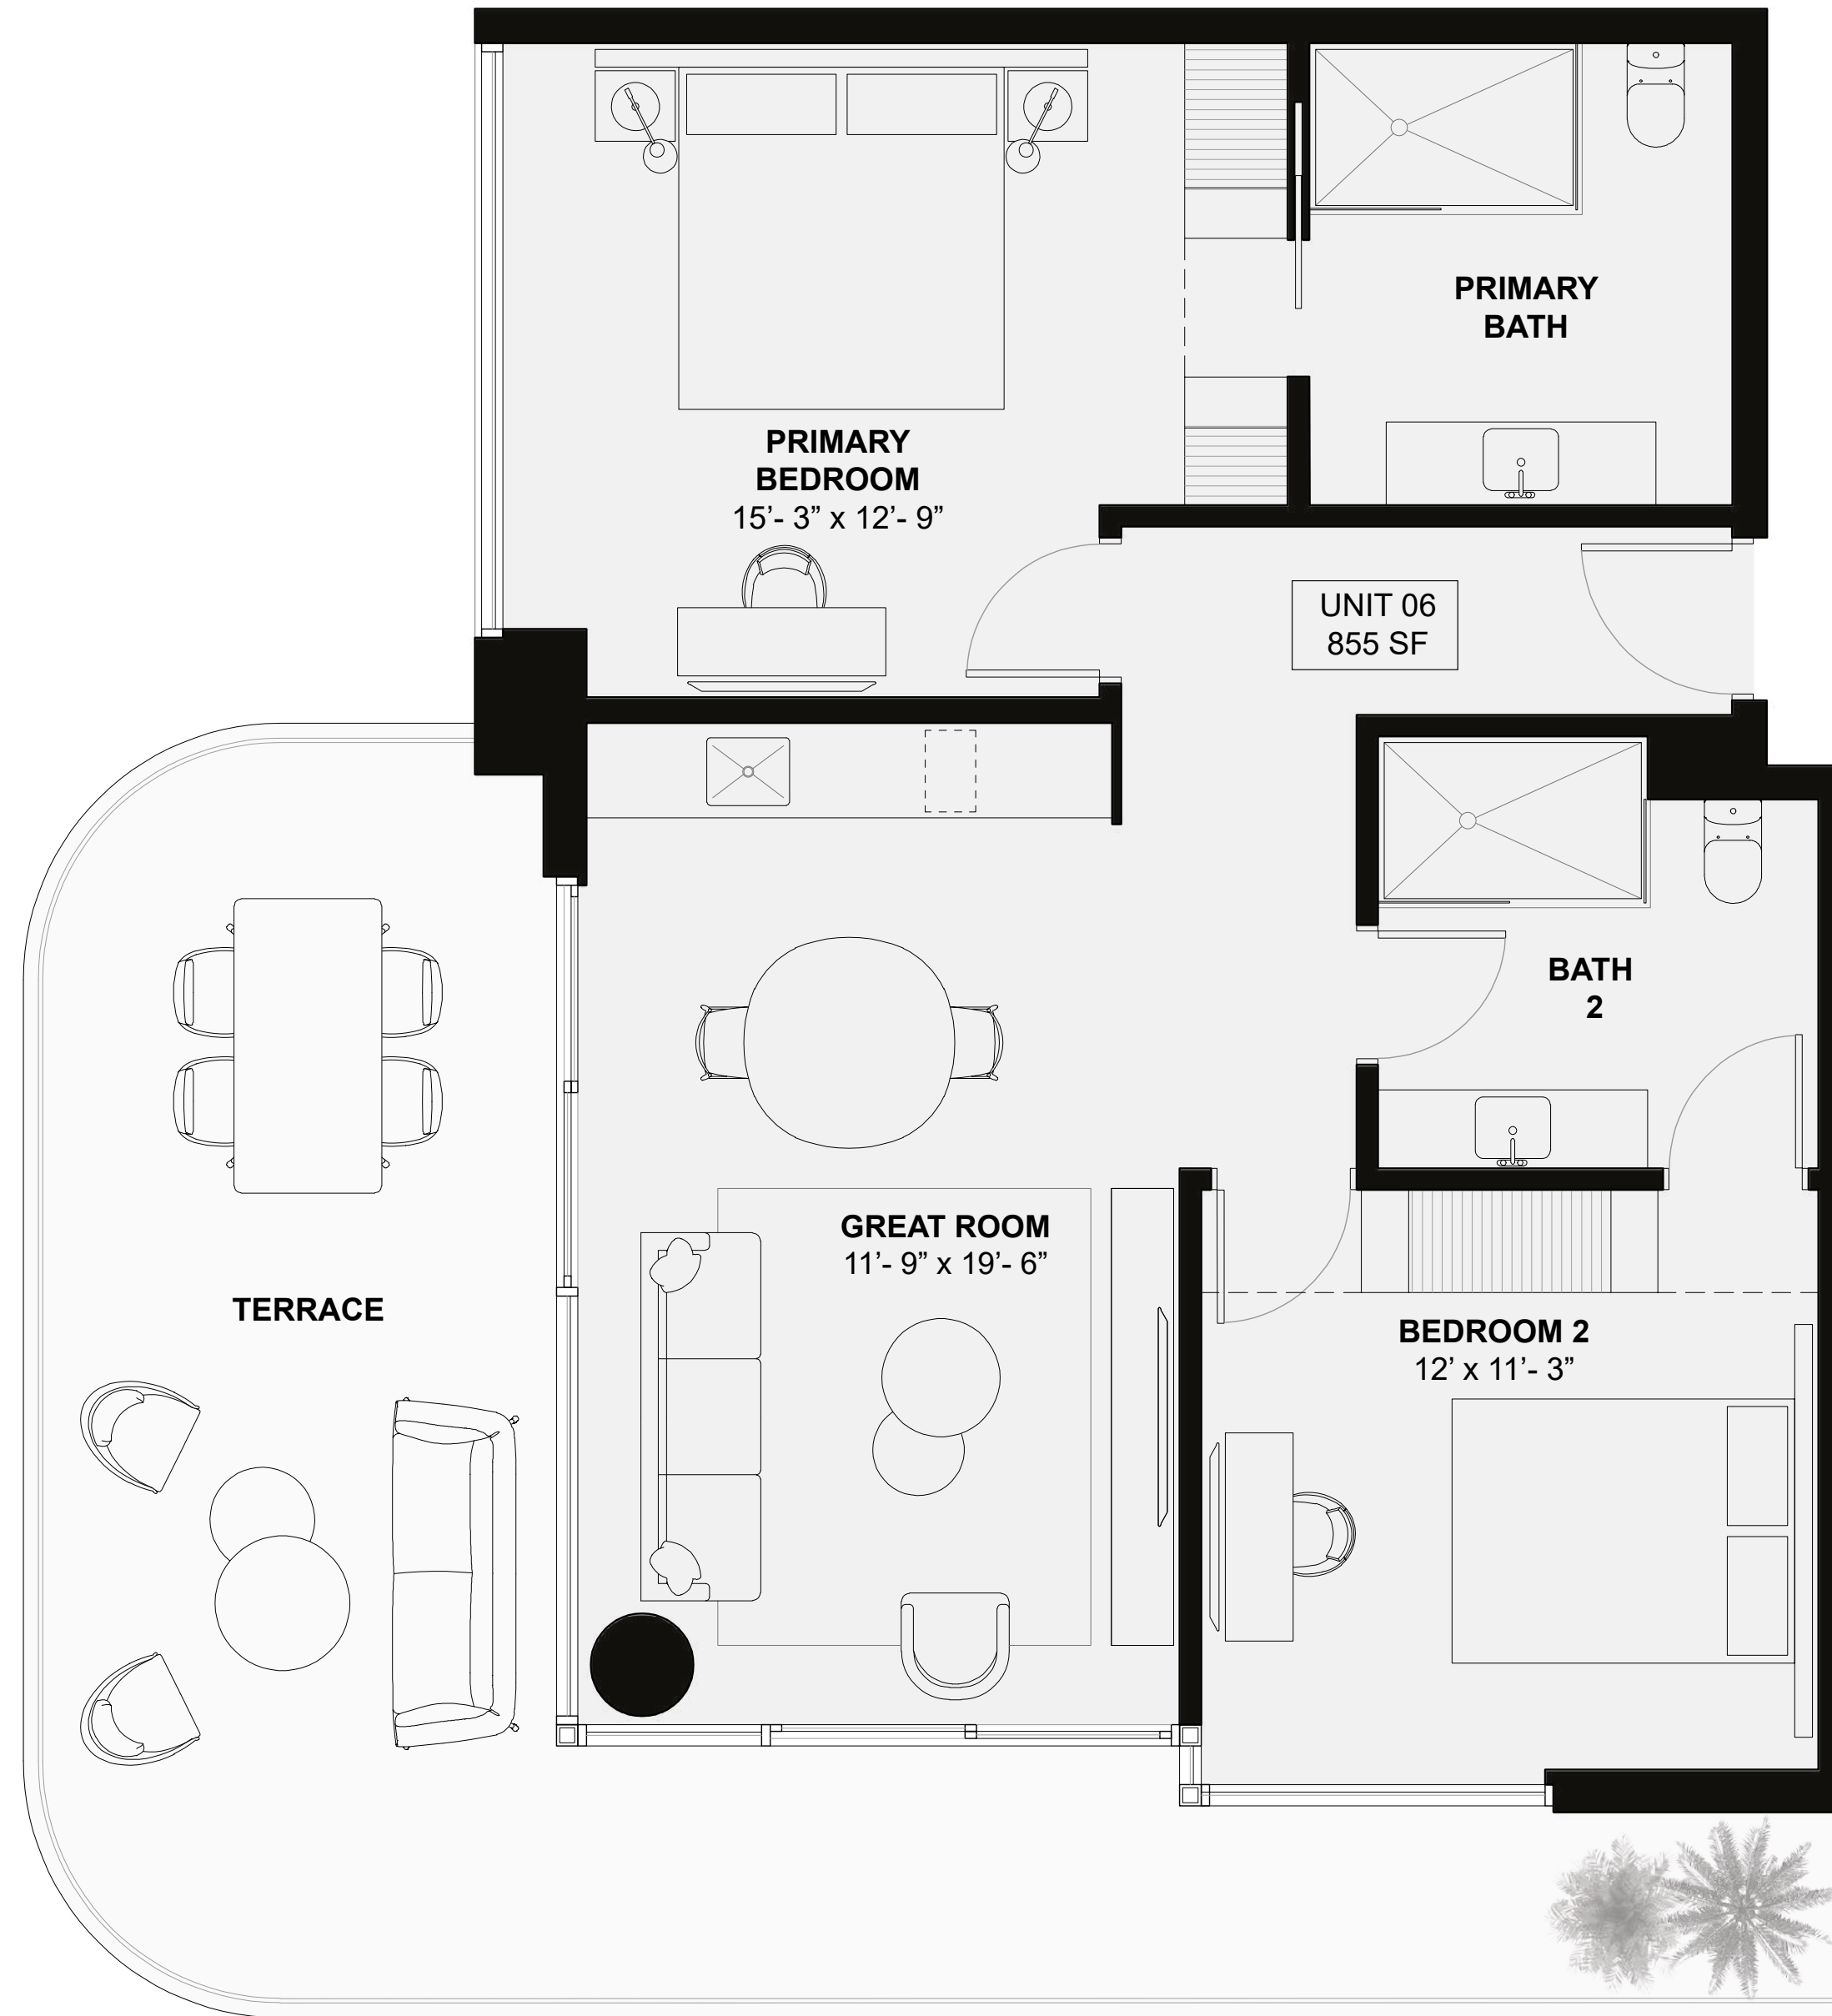 PRIMARY
BATH
PRIMARY
BEDROOM
15’- 3” x 12’- 9”
UNIT 06
855 SF
BATH
2
GREAT ROOM
11’- 9” x 19’- 6”
TERRACE
BEDROOM 2
12’ x 11’- 3”